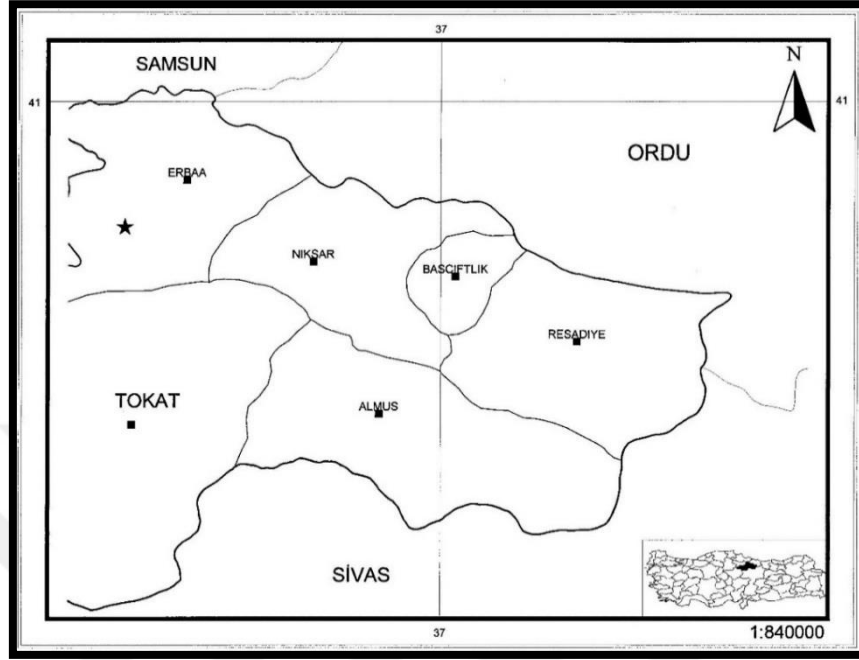 37
SAMSUN
N
41
41
ORDU
ERBAA
NIKSAR
BASCIFTLIK
RESADIYE
TOKAT
ALMUS
SİVAS
37
1:840000